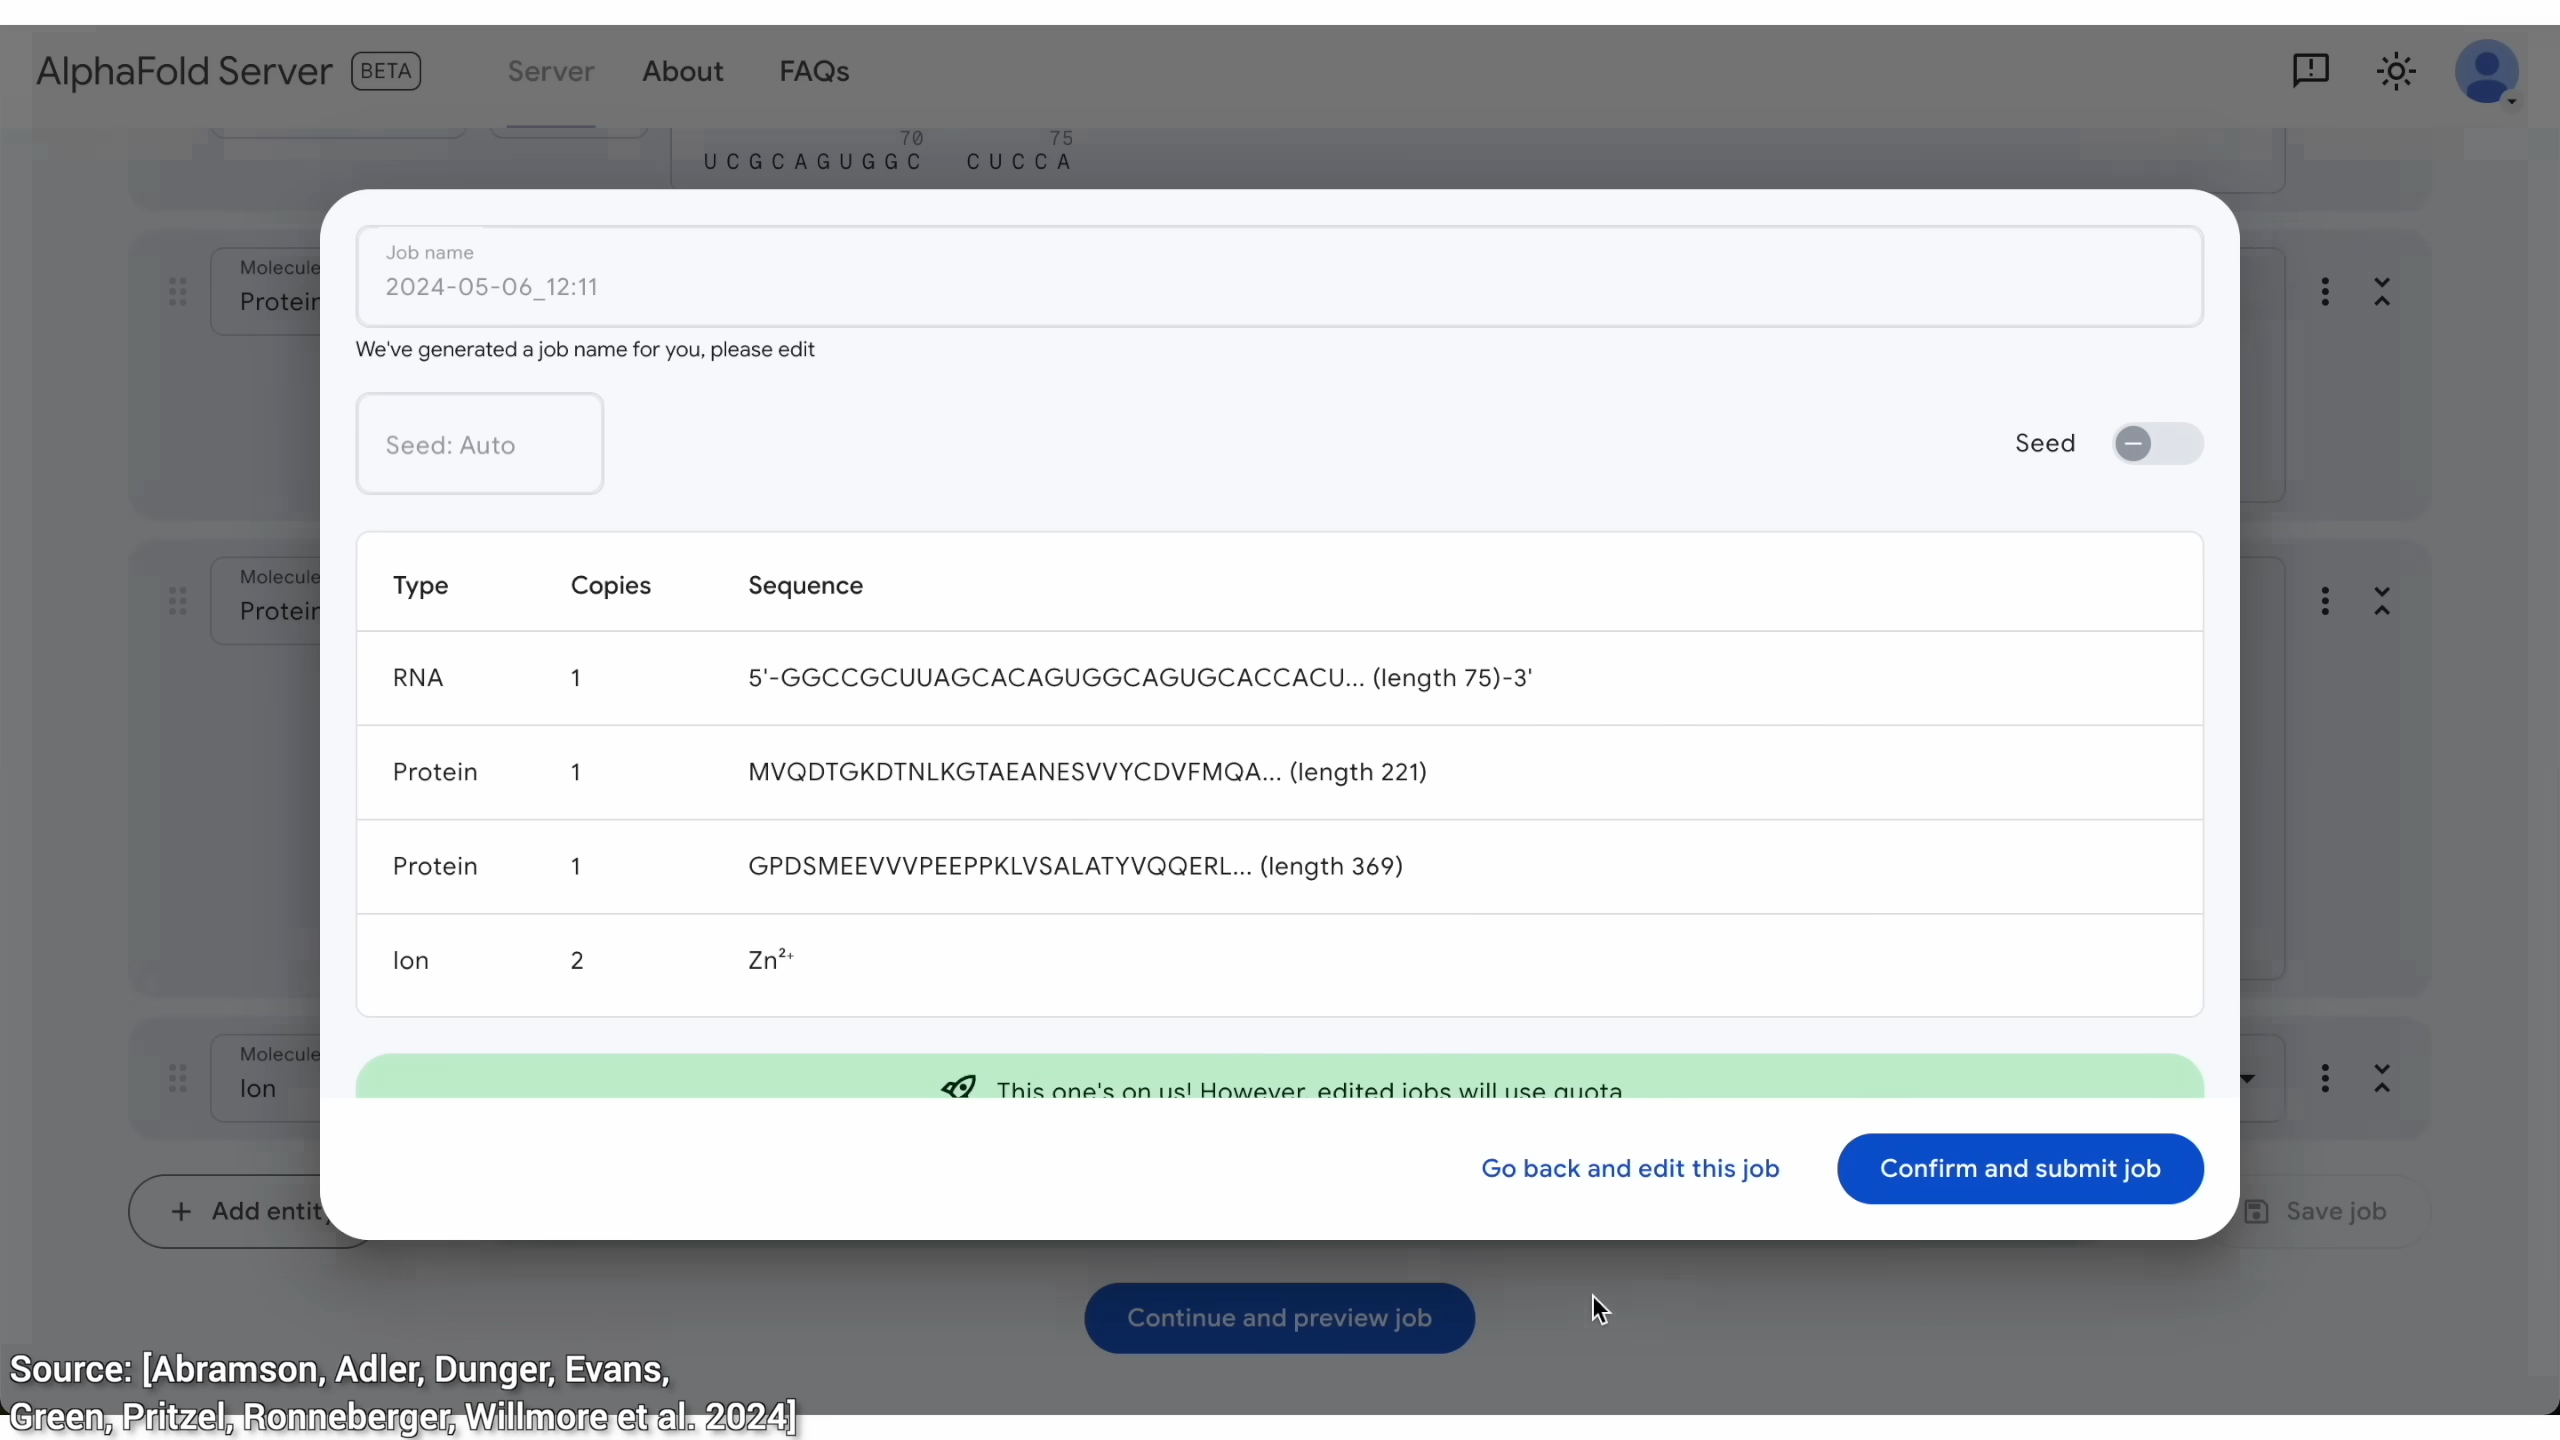 AlphaFold Server BETA Server About FAQs
70 75
UCGCAGUGGC CUCCA
Job name
2024-05-06_12:11
We've generated a job name for you, please edit
Molecule
Protein
Seed: Auto
Seed
Molecule
Protein
Type Copies Sequence
RNA 1 5'-GGCCGCUUAGCACAGUGGCAGUGCACCACU... (length 75)-3'
Protein 1 MVQDTGKDTNLKGTAEANESVVYCDVFMQA... (length 221)
Protein 1 GPDSMEEVVVPEEPPKLVSALATYVQQERL... (length 369)
Ion 2 Zn²⁺
Molecule
Ion
This one's on us! However, edited jobs will use quota
Go back and edit this job
Confirm and submit job
+ Add entity
Save job
Continue and preview job
Source: [Abramson, Adler, Dunger, Evans,
Green, Pritzel, Ronneberger, Willmore et al. 2024]